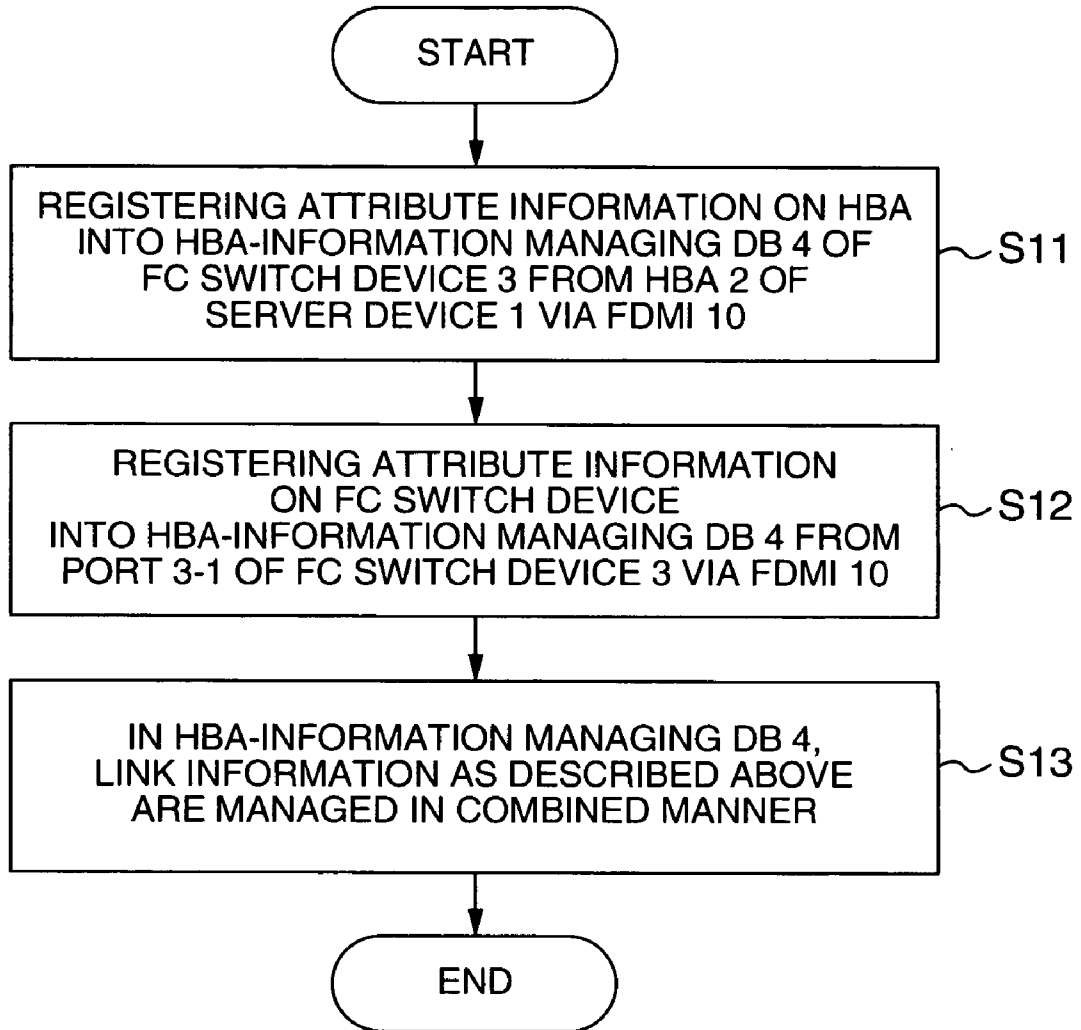 START
REGISTERING ATTRIBUTE INFORMATION ON HBA
INTO HBA-INFORMATION MANAGING DB 4 OF
FC SWITCH DEVICE 3 FROM HBA 2 OF
SERVER DEVICE 1 VIA FDMI 10
S11
REGISTERING ATTRIBUTE INFORMATION
ON FC SWITCH DEVICE
INTO HBA-INFORMATION MANAGING DB 4 FROM
PORT 3-1 OF FC SWITCH DEVICE 3 VIA FDMI 10
S12
IN HBA-INFORMATION MANAGING DB 4,
LINK INFORMATION AS DESCRIBED ABOVE
ARE MANAGED IN COMBINED MANNER
S13
END